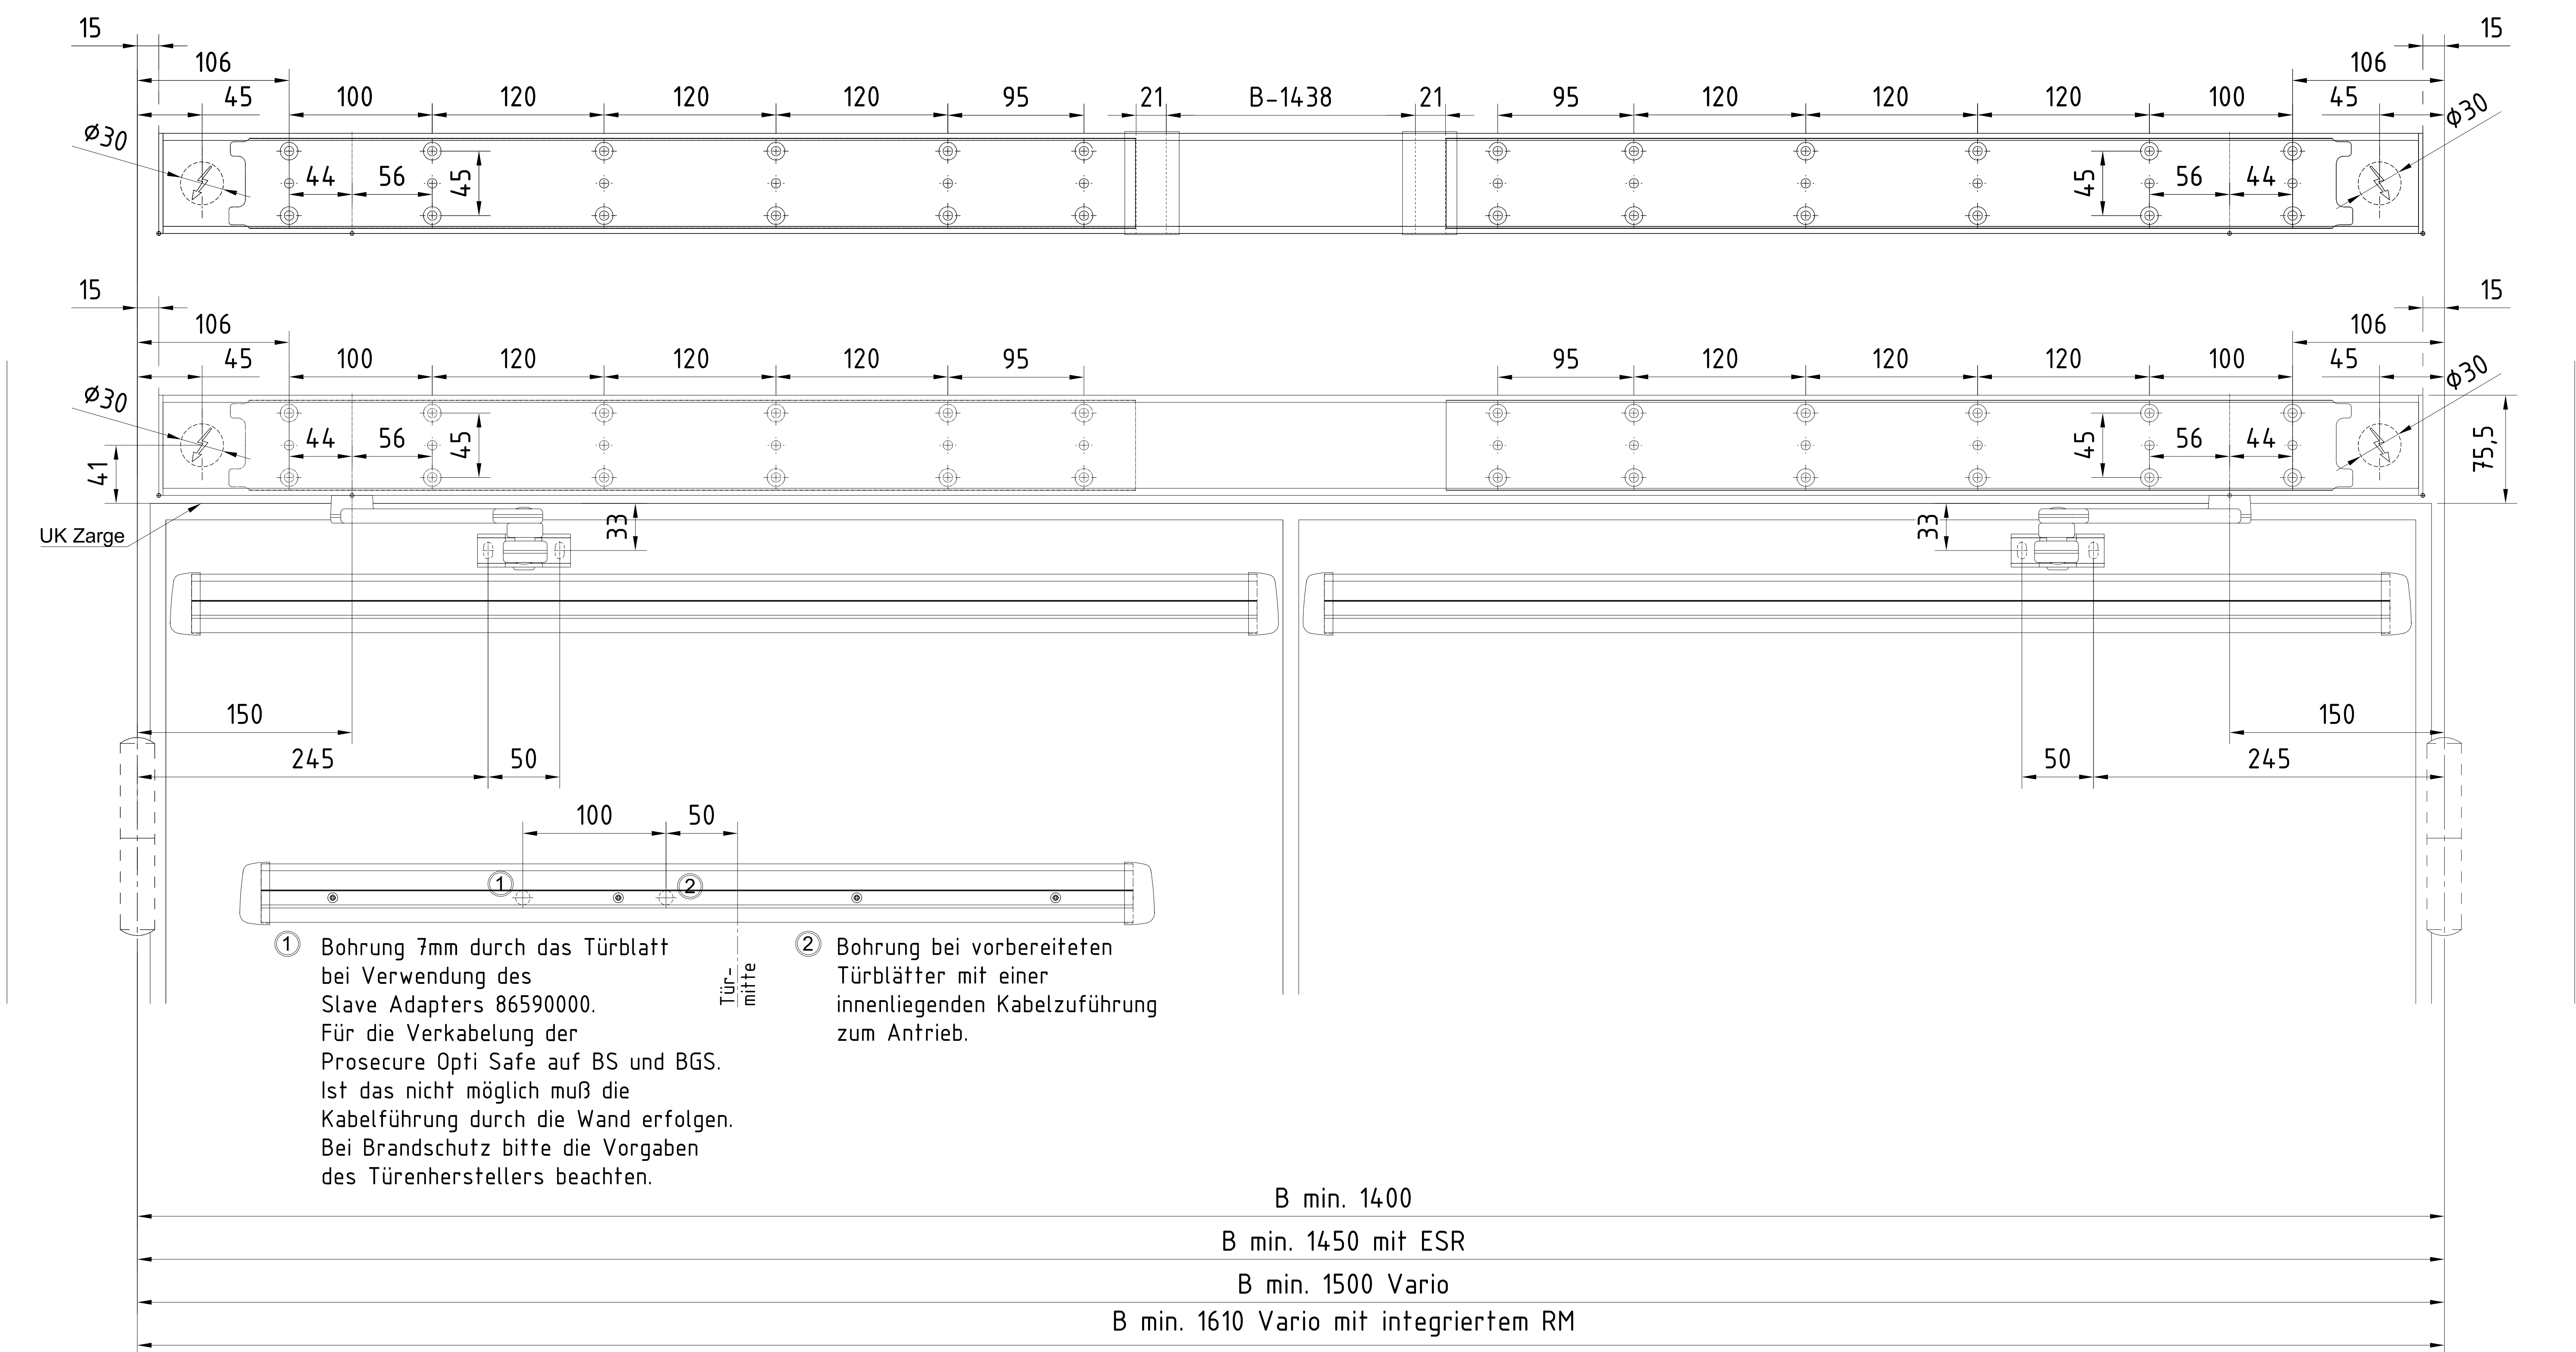 15 15
106 106
45 100 120 120 120 95 21 B-1438 21 95 120 120 120 100 45
ø30 ø30
44 56 45 45 56 44
15 15
106 106
45 100 120 120 120 95 95 120 120 120 100 45
ø30 ø30
44 56 45 45 56 44
41 75,5
UK Zarge 33 33
150 150
245 50 50 245
100 50
1 2
1 Bohrung 7mm durch das Türblatt
bei Verwendung des
Slave Adapters 86590000.
Für die Verkabelung der
Prosecure Opti Safe auf BS und BGS.
Ist das nicht möglich muß die
Kabelführung durch die Wand erfolgen.
Bei Brandschutz bitte die Vorgaben
des Türenherstellers beachten.
Tür-
mitte
2 Bohrung bei vorbereiteten
Türblätter mit einer
innenliegenden Kabelzuführung
zum Antrieb.
B min. 1400
B min. 1450 mit ESR
B min. 1500 Vario
B min. 1610 Vario mit integriertem RM